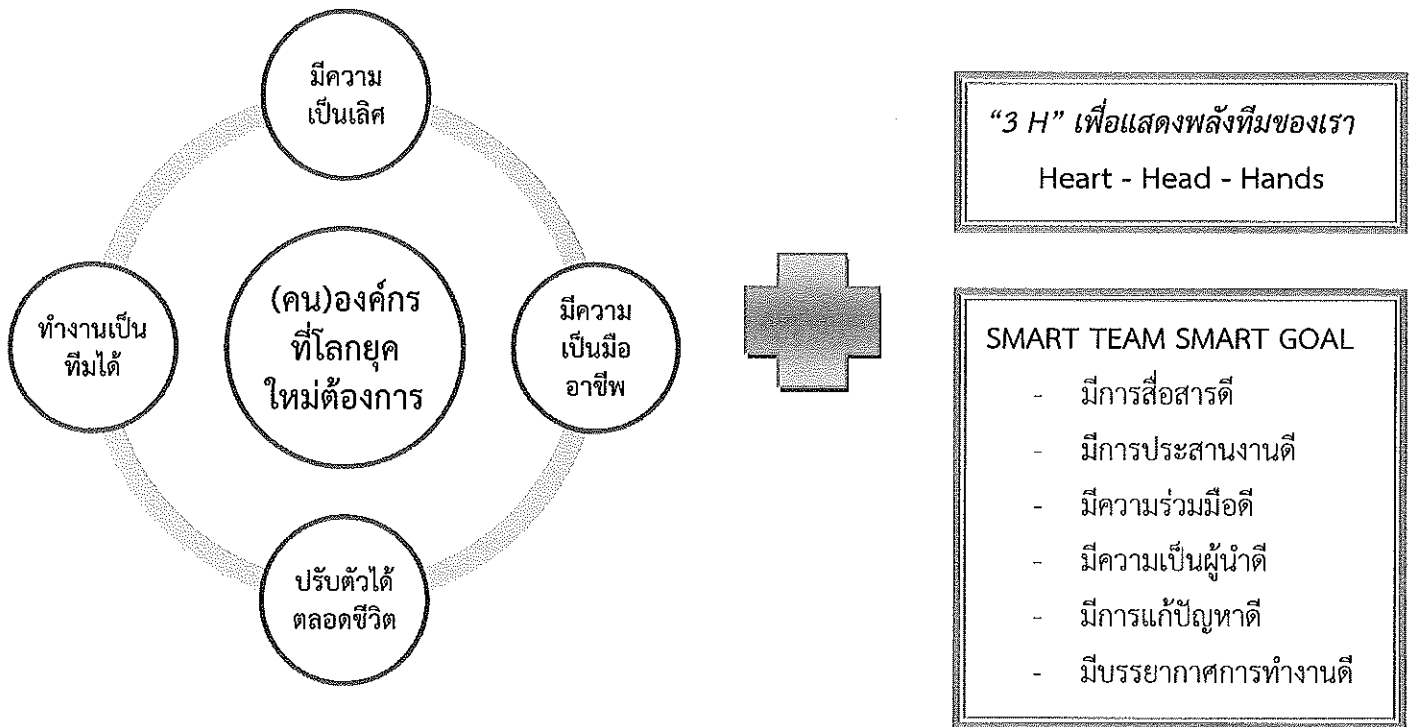 มีความ
เป็นเลิศ
ทำงานเป็น
ทีมได้
(คน)องค์กร
ที่โลกยุค
ใหม่ต้องการ
มีความ
เป็นมือ
อาชีพ
ปรับตัวได้
ตลอดชีวิต
“3 H” เพื่อแสดงพลังทีมของเรา
Heart - Head - Hands
SMART TEAM SMART GOAL
- มีการสื่อสารดี
- มีการประสานงานดี
- มีความร่วมมือดี
- มีความเป็นผู้นำดี
- มีการแก้ปัญหาดี
- มีบรรยากาศการทำงานดี